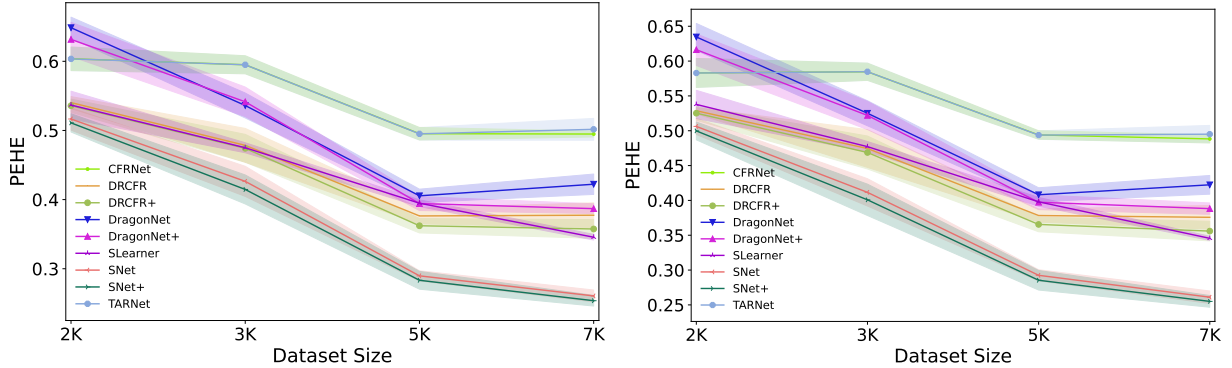 PEHE
0.6
0.5
0.4
0.3
CFRNet
DRCFR
DRCFR+
DragonNet
DragonNet+
SLearner
SNet
SNet+
TARNet
2K 3K 5K 7K
Dataset Size
PEHE
0.65
0.60
0.55
0.50
0.45
0.40
0.35
0.30
0.25
CFRNet
DRCFR
DRCFR+
DragonNet
DragonNet+
SLearner
SNet
SNet+
TARNet
2K 3K 5K 7K
Dataset Size